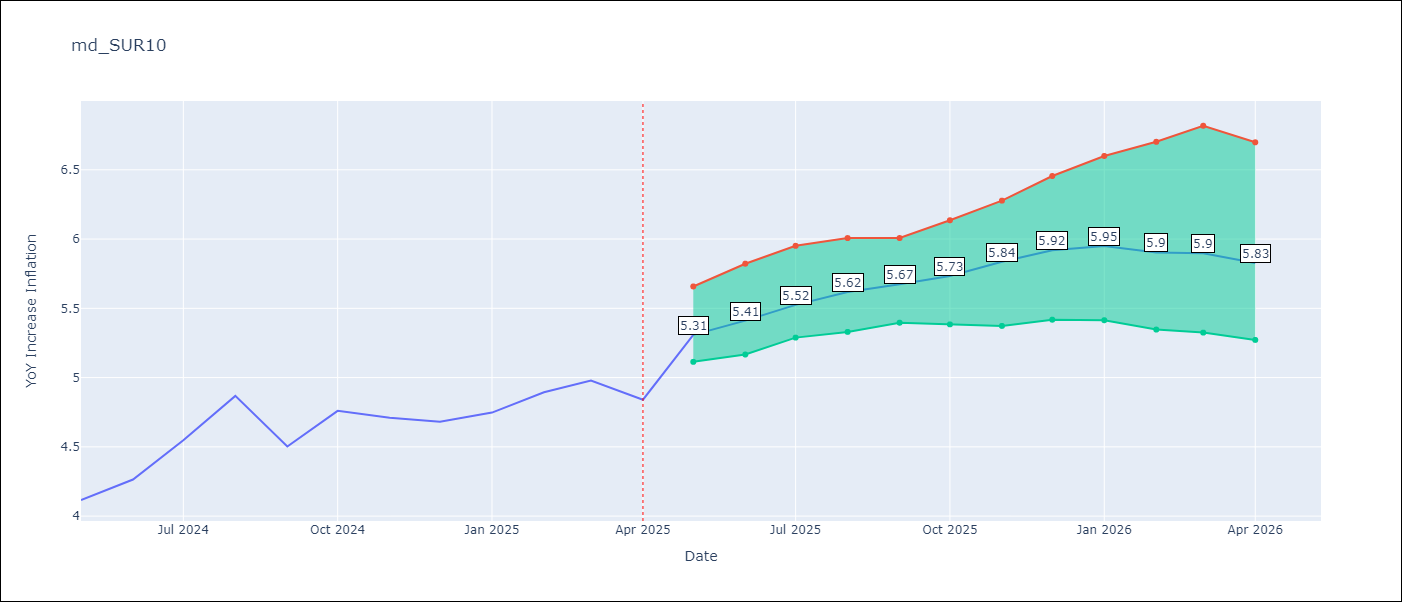 md_SUR10
YoY Increase Inflation
6.5
6
5.5
5
4.5
4
5.31
5.41
5.52
5.62
5.67
5.73
5.84
5.92
5.95
5.9
5.9
5.83
Jul 2024
Oct 2024
Jan 2025
Apr 2025
Jul 2025
Oct 2025
Jan 2026
Apr 2026
Date